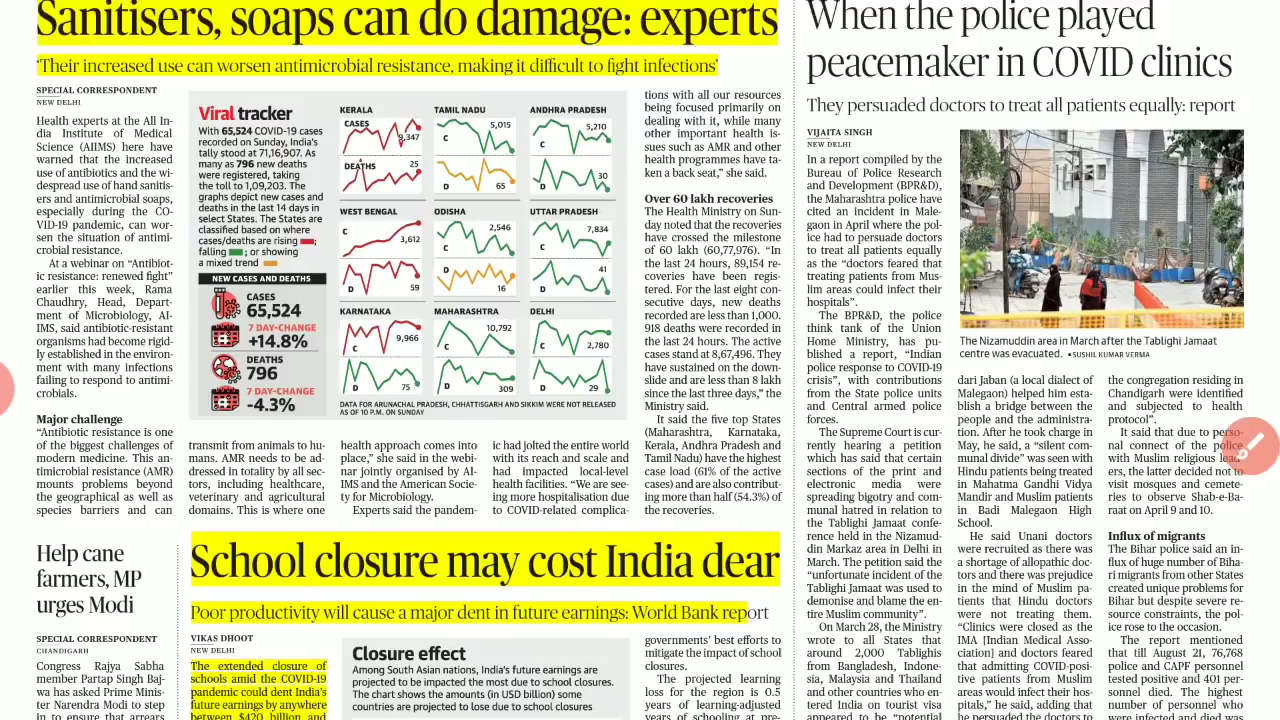 Sanitisers, soaps can do damage: experts
‘Their increased use can worsen antimicrobial resistance, making it difficult to fight infections’
SPECIAL CORRESPONDENT
NEW DELHI
Health experts at the All In-
dia Institute of Medical
Science (AIIMS) here have
warned that the increased
use of antibiotics and the wi-
despread use of hand sanitis-
ers and antimicrobial soaps,
especially during the CO-
VID-19 pandemic, can wor-
sen the situation of antimi-
crobial resistance.
At a webinar on “Antibiot-
ic resistance: renewed fight”
earlier this week, Rama
Chaudhry, Head, Depart-
ment of Microbiology, AI-
IMS, said antibiotic-resistant
organisms had become rigid-
ly established in the environ-
ment with many infections
failing to respond to antimi-
crobials.
Major challenge
“Antibiotic resistance is one
of the biggest challenges of
modern medicine. This an-
timicrobial resistance (AMR)
mounts problems beyond
the geographical as well as
species barriers and can
Viral tracker
With 65,524 COVID-19 cases
recorded on Sunday, India’s
tally stood at 71,16,907. As
many as 796 new deaths
were registered, taking
the toll to 1,09,203. The
graphs depict new cases and
deaths in the last 14 days in
select States. The States are
classified based on where
cases/deaths are rising ;
falling ; or showing
a mixed trend
NEW CASES AND DEATHS
CASES
65,524
7 DAY-CHANGE
+14.8%
DEATHS
796
7 DAY-CHANGE
-4.3%
KERALA
CASES
9,347
DEATHS
25
TAMIL NADU
5,015
C
D
65
ANDHRA PRADESH
5,210
C
30
D
WEST BENGAL
C
3,612
D
59
ODISHA
2,546
C
D
16
UTTAR PRADESH
7,834
C
41
D
KARNATAKA
C
9,966
D
75
MAHARASHTRA
10,792
C
D
309
DELHI
C
2,780
D
29
DATA FOR ARUNACHAL PRADESH, CHHATTISGARH AND SIKKIM WERE NOT RELEASED
AS OF 10 P.M. ON SUNDAY
transmit from animals to hu-
mans. AMR needs to be ad-
dressed in totality by all sec-
tors, including healthcare,
veterinary and agricultural
domains. This is where one
health approach comes into
place,” she said in the webi-
nar jointly organised by AI-
IMS and the American Socie-
ty for Microbiology.
Experts said the pandem-
ic had jolted the entire world
with its reach and scale and
had impacted local-level
health facilities. “We are see-
ing more hospitalisation due
to COVID-related complica-
tions with all our resources
being focused primarily on
dealing with it, while many
other important health is-
sues such as AMR and other
health programmes have ta-
ken a back seat,” she said.
Over 60 lakh recoveries
The Health Ministry on Sun-
day noted that the recoveries
have crossed the milestone
of 60 lakh (60,77,976). “In
the last 24 hours, 89,154 re-
coveries have been regis-
tered. For the last eight con-
secutive days, new deaths
recorded are less than 1,000.
918 deaths were recorded in
the last 24 hours. The active
cases stand at 8,67,496. They
have sustained on the down-
slide and are less than 8 lakh
since the last three days,” the
Ministry said.
It said the five top States
(Maharashtra, Karnataka,
Kerala, Andhra Pradesh and
Tamil Nadu) have the highest
case load (61% of the active
cases) and are also contribut-
ing more than half (54.3%) of
the recoveries.
Help cane
farmers, MP
urges Modi
SPECIAL CORRESPONDENT
CHANDIGARH
Congress Rajya Sabha
member Partap Singh Baj-
wa has asked Prime Minis-
ter Narendra Modi to step
in to ensure that arrears
School closure may cost India dear
Poor productivity will cause a major dent in future earnings: World Bank report
VIKAS DHOOT
NEW DELHI
The extended closure of
schools amid the COVID-19
pandemic could dent India’s
future earnings by anywhere
between $420 billion and
Closure effect
Among South Asian nations, India’s future earnings are
projected to be impacted the most due to school closures.
The chart shows the amounts (in USD billion) some
countries are projected to lose due to school closures
governments’ best efforts to
mitigate the impact of school
closures.
The projected learning
loss for the region is 0.5
years of learning-adjusted
years of schooling at pre-
When the police played
peacemaker in COVID clinics
They persuaded doctors to treat all patients equally: report
VIJAITA SINGH
NEW DELHI
In a report compiled by the
Bureau of Police Research
and Development (BPR&D),
the Maharashtra police have
cited an incident in Male-
gaon in April where the po-
lice had to persuade doctors
to treat all patients equally
as the “doctors feared that
treating patients from Mus-
lim areas could infect their
hospitals”.
The BPR&D, the police
think tank of the Union
Home Ministry, has pu-
blished a report, “Indian
police response to COVID-19
crisis”, with contributions
from the State police units
and Central armed police
forces.
The Supreme Court is cur-
rently hearing a petition
which has said that certain
sections of the print and
electronic media were
spreading bigotry and com-
munal hatred in relation to
the Tablighi Jamaat confe-
rence held in the Nizamud-
din Markaz area in Delhi in
March. The petition said the
“unfortunate incident of the
Tablighi Jamaat was used to
demonise and blame the en-
tire Muslim community”.
On March 28, the Ministry
wrote to all States that
around 2,000 Tablighis
from Bangladesh, Indone-
sia, Malaysia and Thailand
and other countries who en-
tered India on tourist visa
appeared to be “potential
The Nizamuddin area in March after the Tablighi Jamaat
centre was evacuated. ▪SUSHIL KUMAR VERMA
dari Jaban (a local dialect of
Malegaon) helped him esta-
blish a bridge between the
people and the administra-
tion. After he took charge in
May, he said, a “silent com-
munal divide” was seen with
Hindu patients being treated
in Mahatma Gandhi Vidya
Mandir and Muslim patients
in Badi Malegaon High
School.
He said Unani doctors
were recruited as there was
a shortage of allopathic doc-
tors and there was prejudice
in the mind of Muslim pa-
tients that Hindu doctors
were not treating them.
“Clinics were closed as the
IMA [Indian Medical Asso-
ciation] and doctors feared
that admitting COVID-posi-
tive patients from Muslim
areas would infect their hos-
pitals,” he said, adding that
he persuaded the doctors to
the congregation residing in
Chandigarh were identified
and subjected to health
protocol”.
It said that due to perso-
nal connect of the police
with Muslim religious lead-
ers, the latter decided not to
visit mosques and cemete-
ries to observe Shab-e-Ba-
raat on April 9 and 10.
Influx of migrants
The Bihar police said an in-
flux of huge number of Biha-
ri migrants from other States
created unique problems for
Bihar but despite severe re-
source constraints, the pol-
ice rose to the occasion.
The report mentioned
that till August 21, 76,768
police and CAPF personnel
tested positive and 401 per-
sonnel died. The highest
number of personnel who
were infected and died was